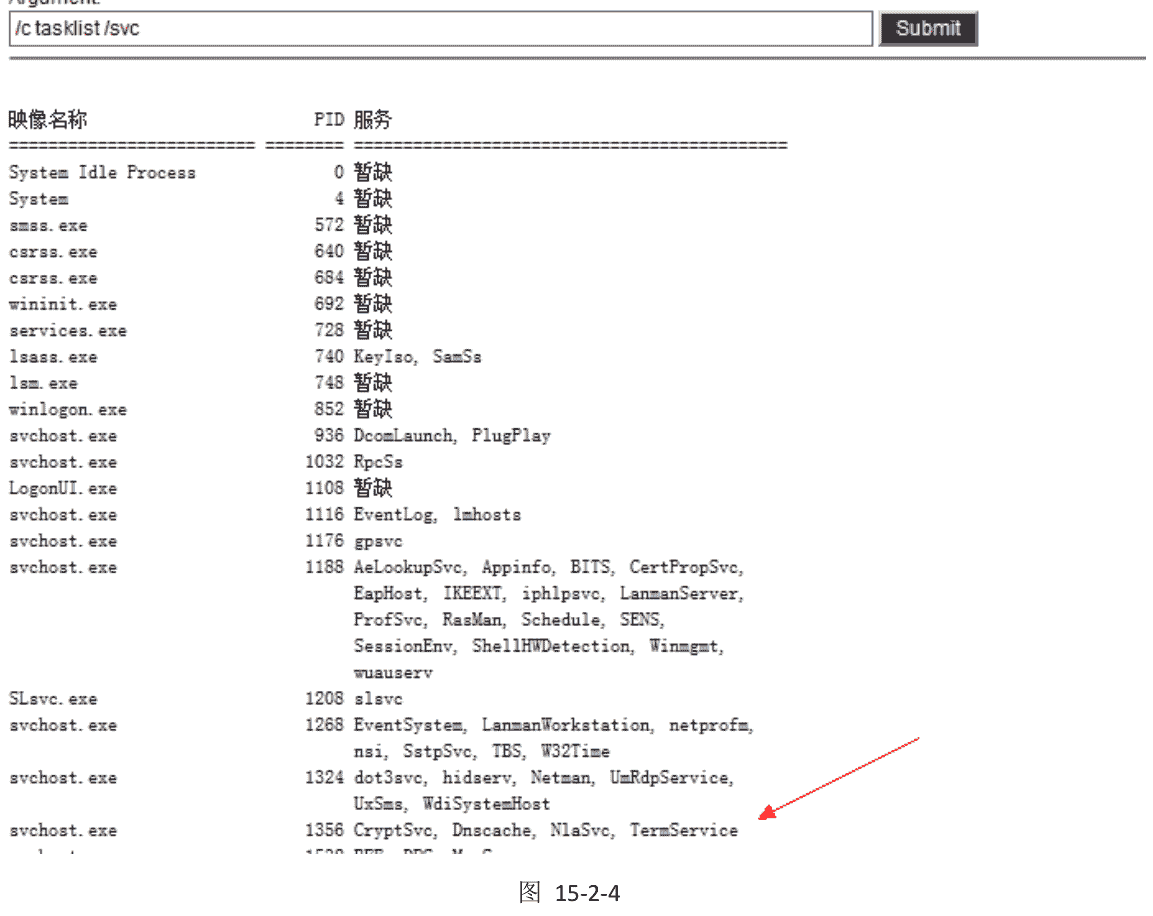 Argument:
/c tasklist /svc
Submit
映像名称 PID 服务
========================= ======== ============================================
System Idle Process 0 暂缺
System 4 暂缺
smss.exe 572 暂缺
csrss.exe 640 暂缺
csrss.exe 684 暂缺
wininit.exe 692 暂缺
services.exe 728 暂缺
lsass.exe 740 KeyIso, SamSs
lsm.exe 748 暂缺
winlogon.exe 852 暂缺
svchost.exe 936 DcomLaunch, PlugPlay
svchost.exe 1032 RpcSs
LogonUI.exe 1108 暂缺
svchost.exe 1116 EventLog, lmhosts
svchost.exe 1176 gpsvc
svchost.exe 1188 AeLookupSvc, Appinfo, BITS, CertPropSvc,
EapHost, IKEEXT, iphlpsvc, LanmanServer,
ProfSvc, RasMan, Schedule, SENS,
SessionEnv, ShellHWDetection, Winmgmt,
wuauserv
SLsvc.exe 1208 slsvc
svchost.exe 1268 EventSystem, LanmanWorkstation, netprofm,
nsi, SstpSvc, TBS, W32Time
svchost.exe 1324 dot3svc, hidserv, Netman, UmRdpService,
UxSms, WdiSystemHost
svchost.exe 1356 CryptSvc, Dnscache, NlaSvc, TermService
图 15-2-4